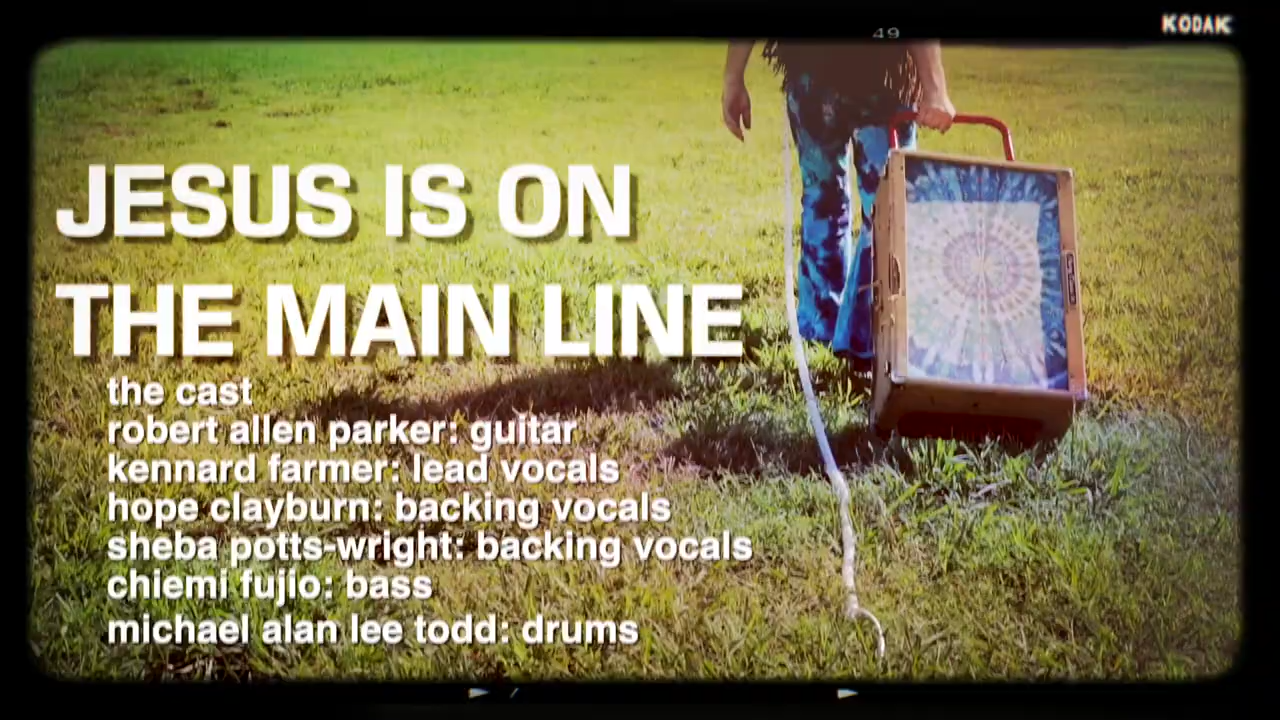 49
KODAK
JESUS IS ON
THE MAIN LINE
the cast
robert allen parker: guitar
kennard farmer: lead vocals
hope clayburn: backing vocals
sheba potts-wright: backing vocals
chiemi fujio: bass
michael alan lee todd: drums